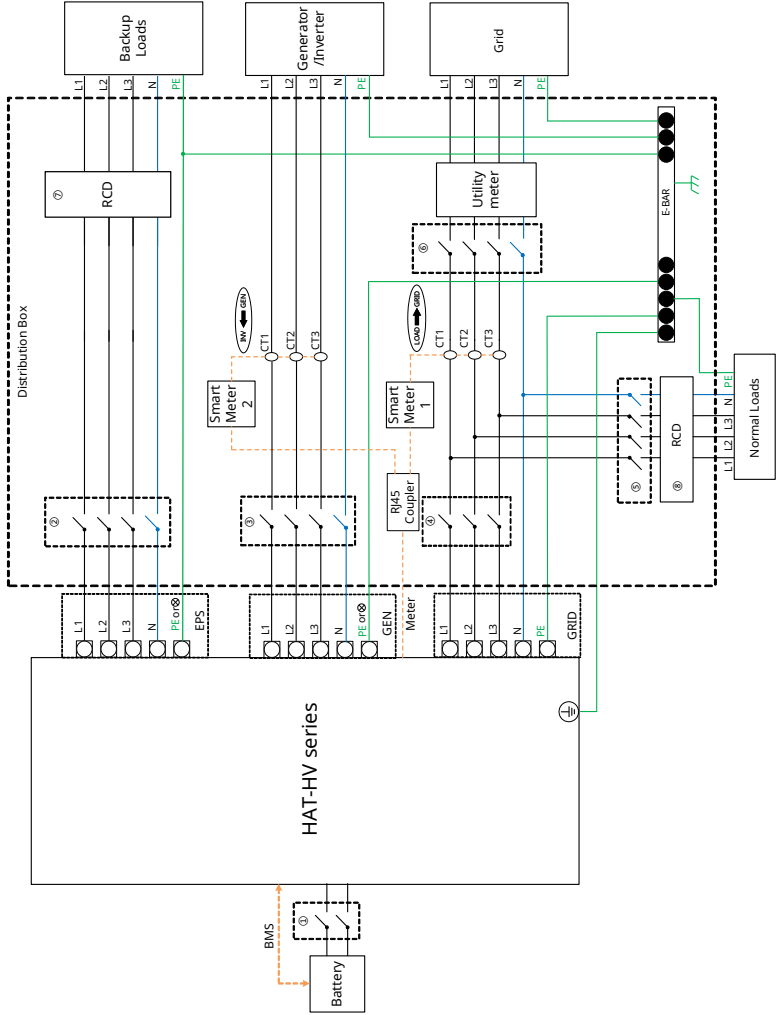 Backup
Loads
Generator
/Inverter
Grid
L1
L2
L3
N
PE
L1
L2
L3
N
PE
L1
L2
L3
N
PE
Distribution Box
⑦
RCD
Utility
meter
⑥
E-BAR
INV GEN
LOAD GRID
CT1
CT2
CT3
CT1
CT2
CT3
Smart
Meter
2
Smart
Meter
1
RJ45
Coupler
②
③
④
⑤
⑧
RCD
L1
L2
L3
N
PE
Normal Loads
L1
L2
L3
N
PE or⊗
EPS
L1
L2
L3
N
PE or⊗
GEN
Meter
L1
L2
L3
N
PE
GRID
HAT-HV series
BMS
①
Battery